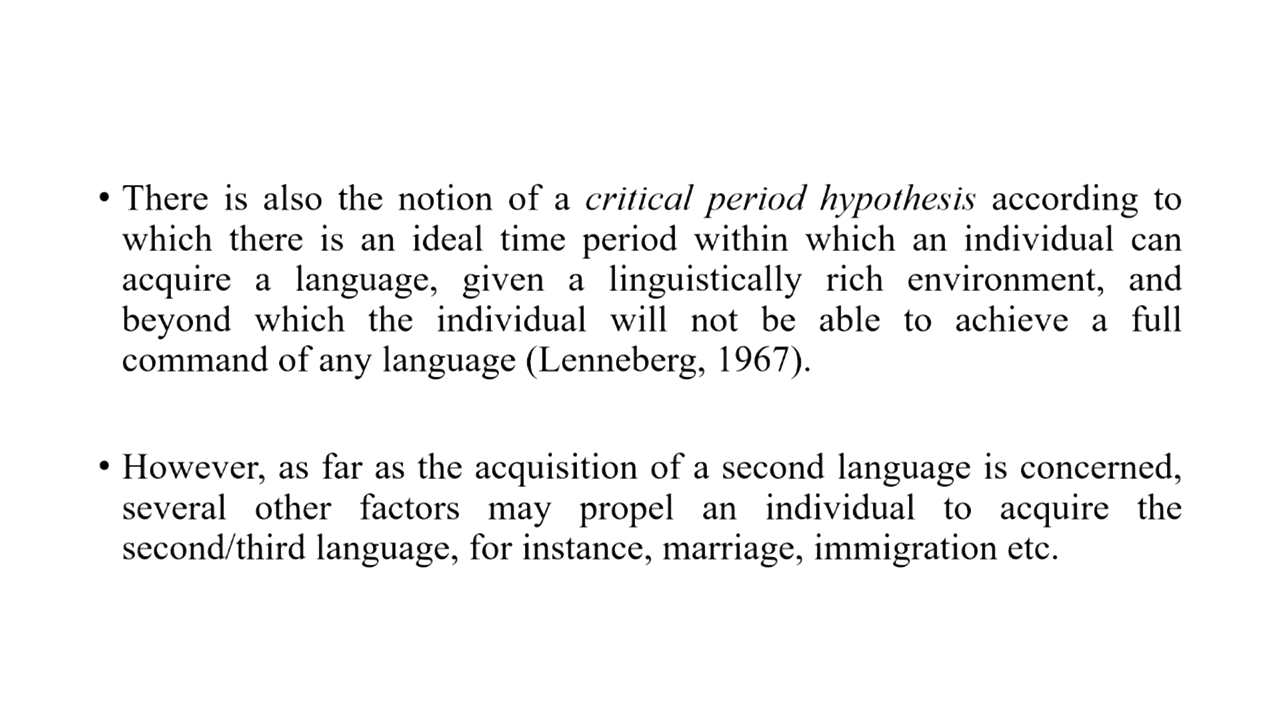 • There is also the notion of a critical period hypothesis according to
which there is an ideal time period within which an individual can
acquire a language, given a linguistically rich environment, and
beyond which the individual will not be able to achieve a full
command of any language (Lenneberg, 1967).
• However, as far as the acquisition of a second language is concerned,
several other factors may propel an individual to acquire the
second/third language, for instance, marriage, immigration etc.